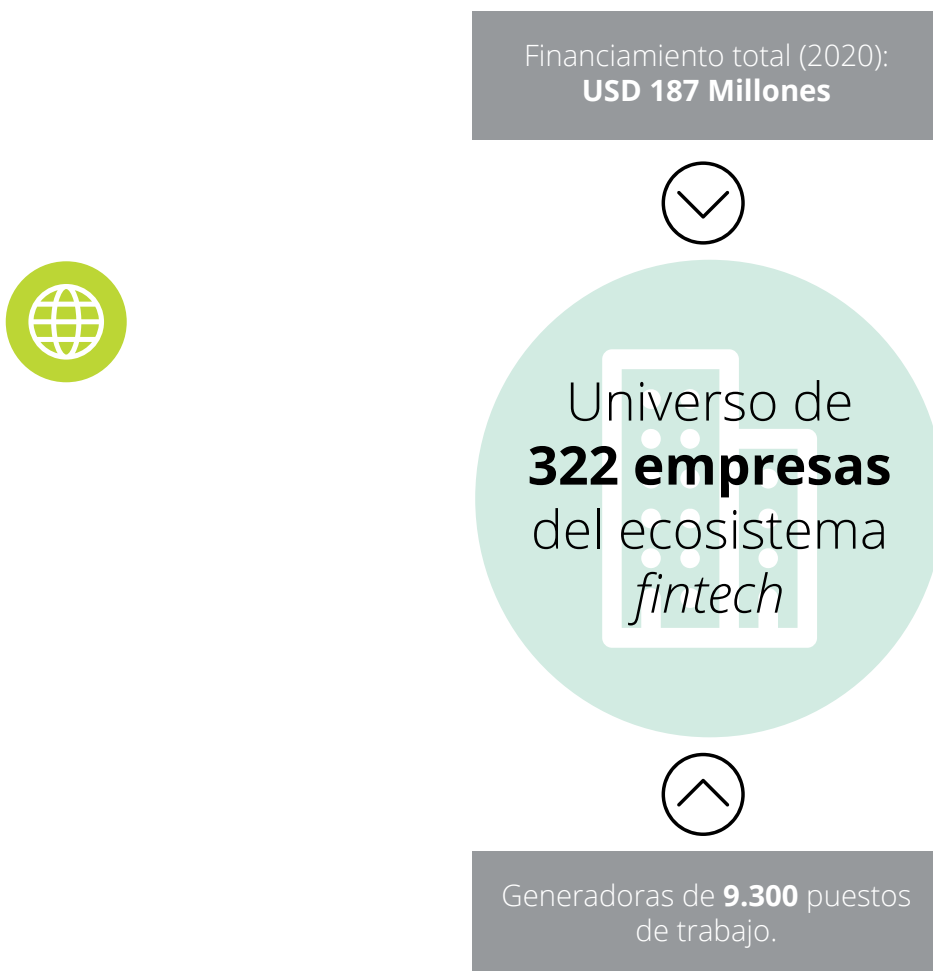 Financiamiento total (2020):
USD 187 Millones
Universo de
322 empresas
del ecosistema
fintech
Generadoras de 9.300 puestos
de trabajo.